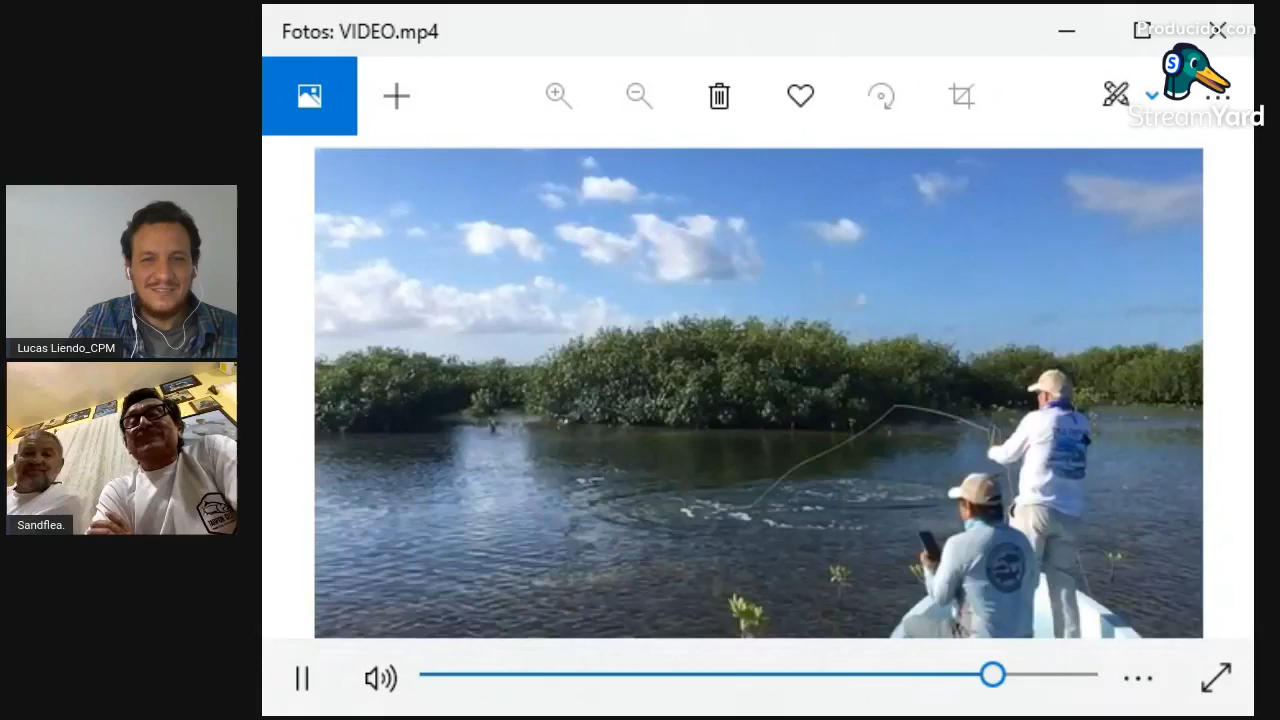 Fotos: VIDEO.mp4
Producido con
S
StreamYard
Lucas Liendo_CPM
Sandflea.